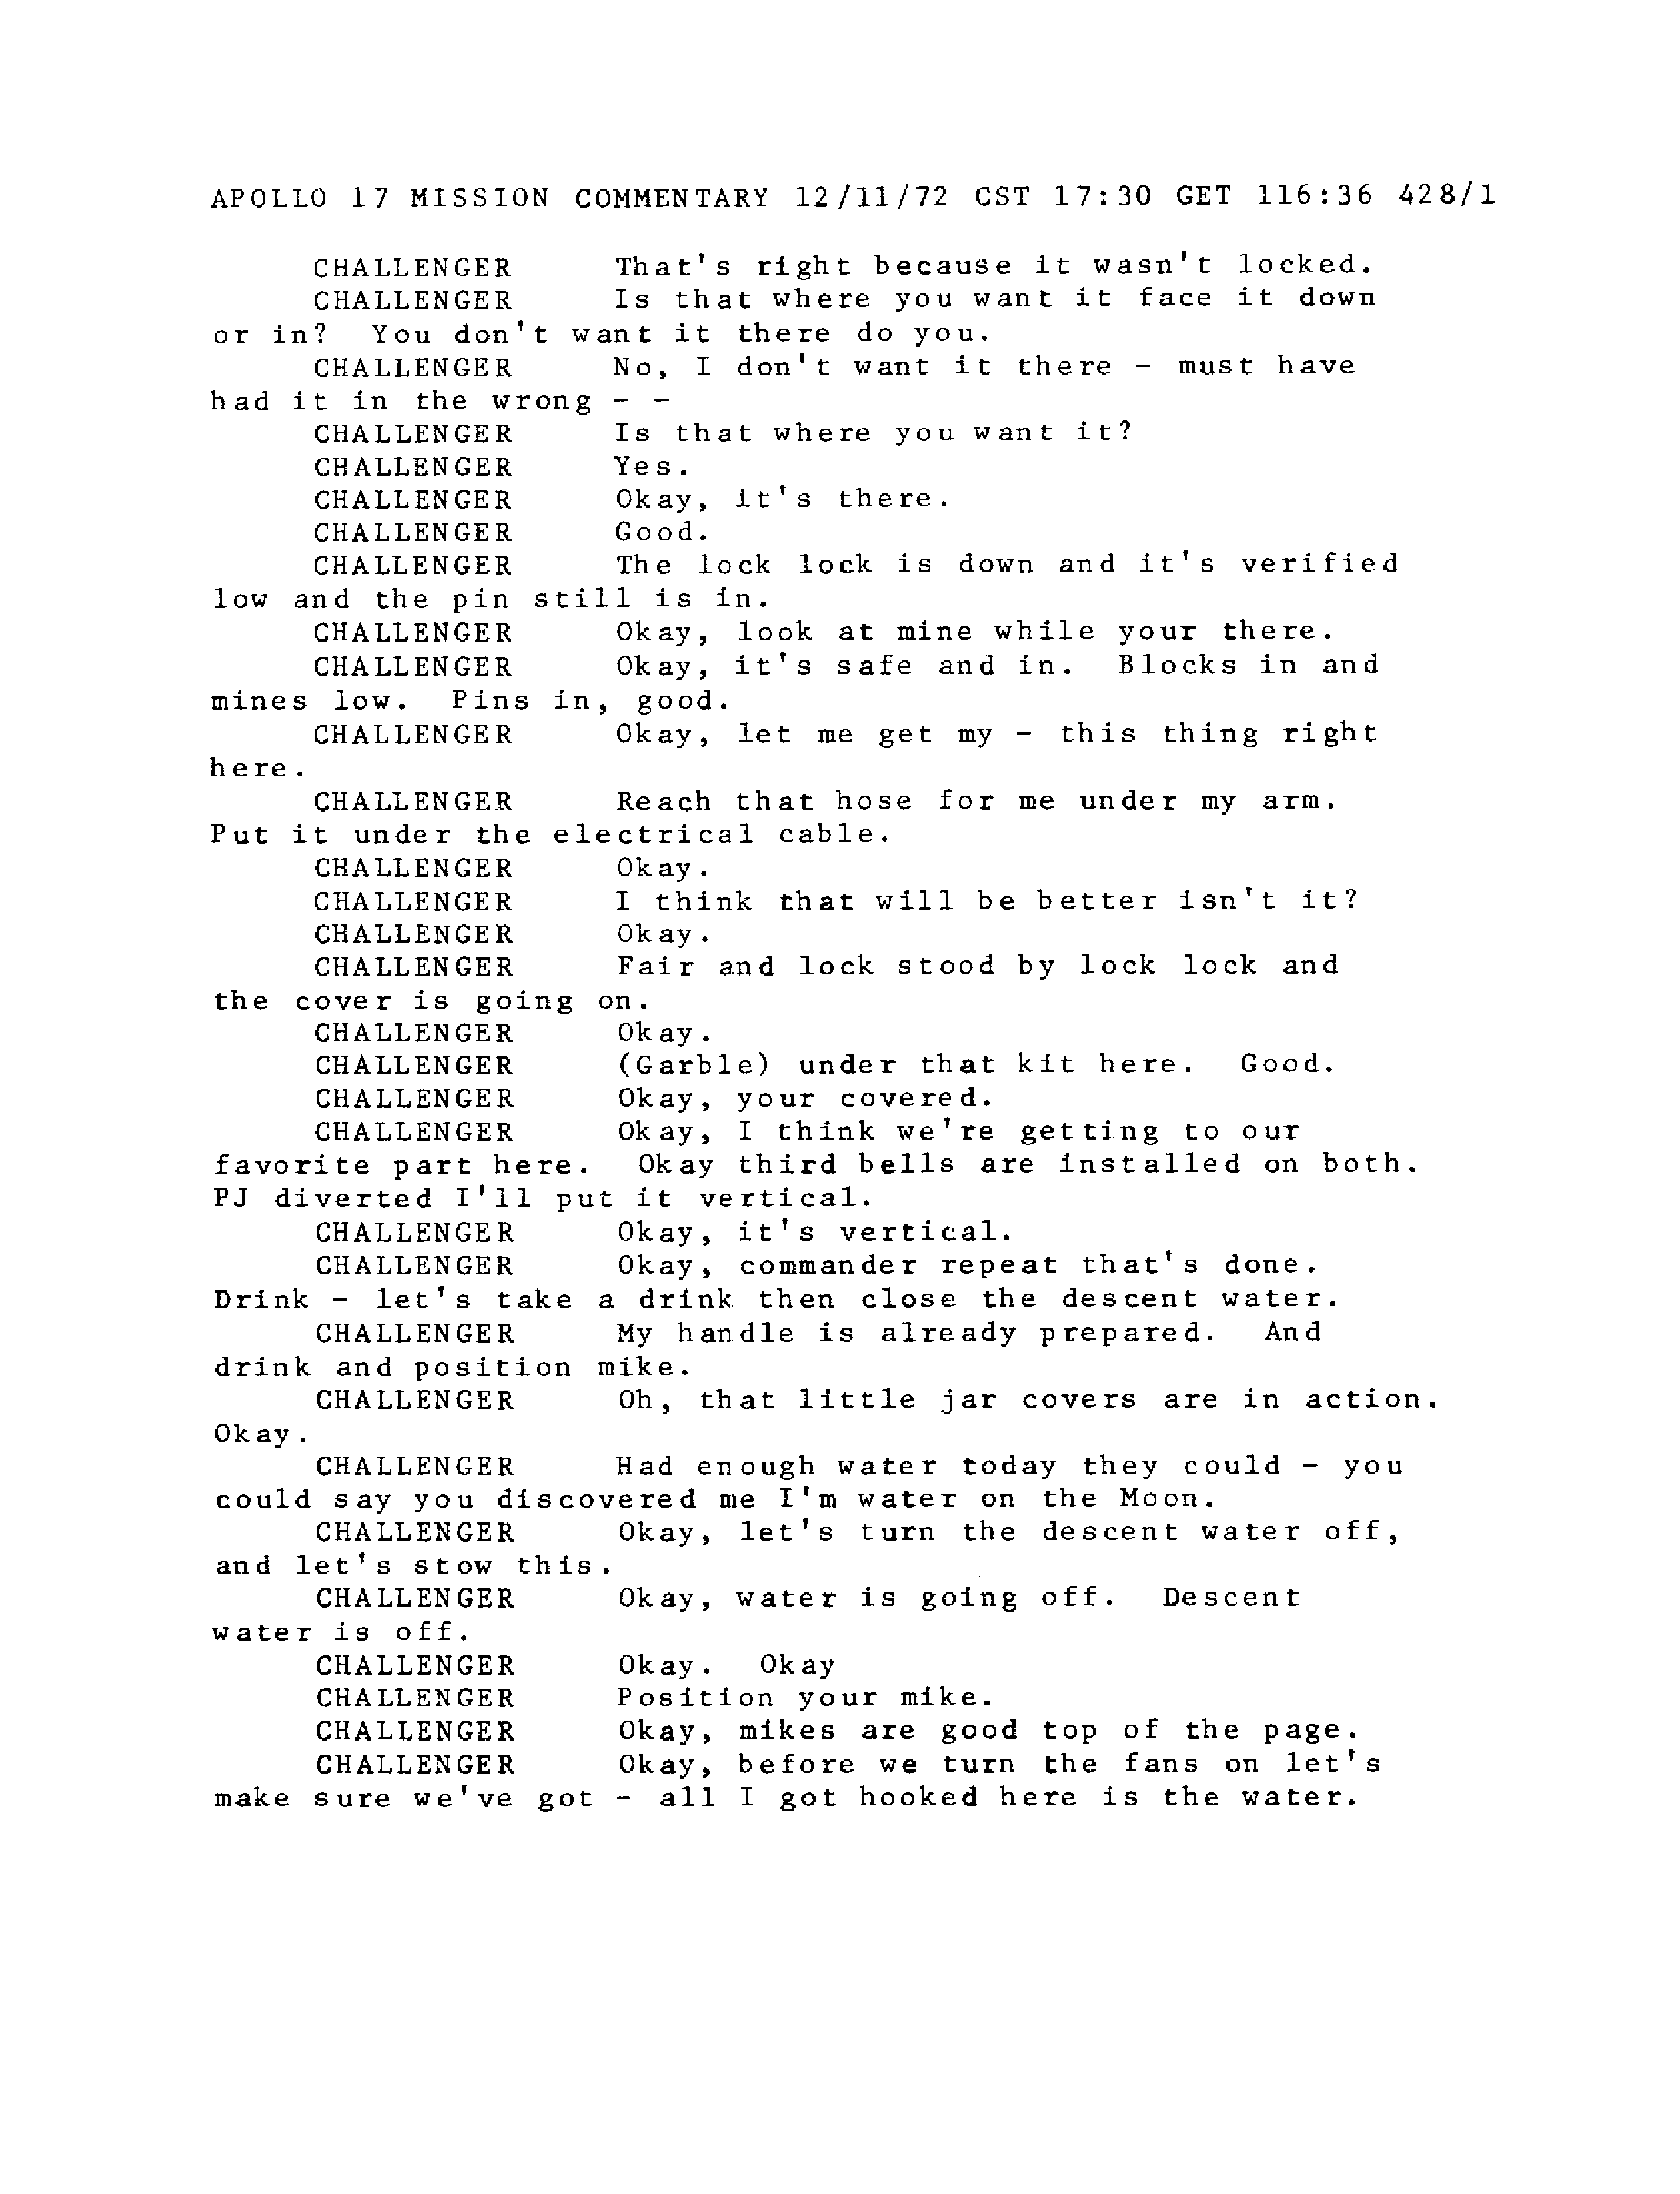 APOLLO 17 MISSION COMMENTARY 12/11/72 CST 17:30 GET 116:36 428/1
CHALLENGER That's right because it wasn't locked.
CHALLENGER Is that where you want it face it down
or in? You don't want it there do you.
CHALLENGER No, I don't want it there - must have
had it in the wrong - -
CHALLENGER Is that where you want it?
CHALLENGER Yes.
CHALLENGER Okay, it's there.
CHALLENGER Good.
CHALLENGER The lock lock is down and it's verified
low and the pin still is in.
CHALLENGER Okay, look at mine while your there.
CHALLENGER Okay, it's safe and in. Blocks in and
mines low. Pins in, good.
CHALLENGER Okay, let me get my - this thing right
here.
CHALLENGER Reach that hose for me under my arm.
Put it under the electrical cable.
CHALLENGER Okay.
CHALLENGER I think that will be better isn't it?
CHALLENGER Okay.
CHALLENGER Fair and lock stood by lock lock and
the cover is going on.
CHALLENGER Okay.
CHALLENGER (Garble) under that kit here. Good.
CHALLENGER Okay, your covered.
CHALLENGER Okay, I think we're getting to our
favorite part here. Okay third bells are installed on both.
PJ diverted I'll put it vertical.
CHALLENGER Okay, it's vertical.
CHALLENGER Okay, commander repeat that's done.
Drink - let's take a drink then close the descent water.
CHALLENGER My handle is already prepared. And
drink and position mike.
CHALLENGER Oh, that little jar covers are in action.
Okay.
CHALLENGER Had enough water today they could - you
could say you discovered me I'm water on the Moon.
CHALLENGER Okay, let's turn the descent water off,
and let's stow this.
CHALLENGER Okay, water is going off. Descent
water is off.
CHALLENGER Okay. Okay
CHALLENGER Position your mike.
CHALLENGER Okay, mikes are good top of the page.
CHALLENGER Okay, before we turn the fans on let's
make sure we've got - all I got hooked here is the water.